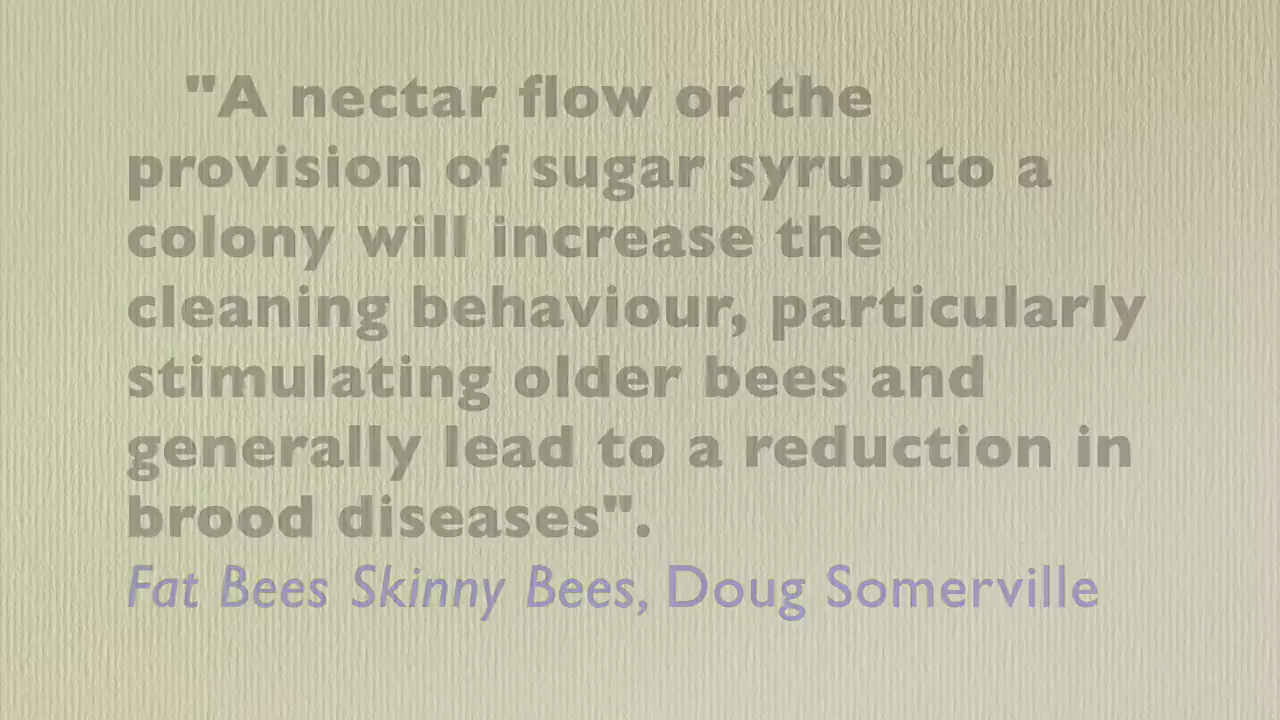 "A nectar flow or the
provision of sugar syrup to a
colony will increase the
cleaning behaviour, particularly
stimulating older bees and
generally lead to a reduction in
brood diseases".
Fat Bees Skinny Bees, Doug Somerville